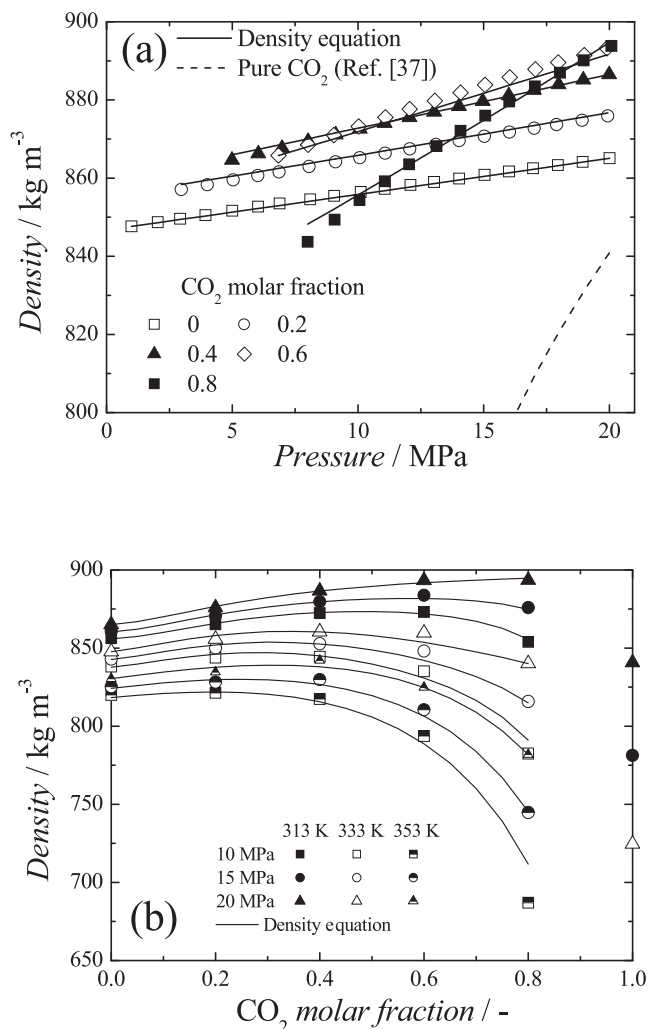 (a)
Density equation
Pure CO₂ (Ref. [37])
900
880
860
840
820
800
Density / kg m⁻³
CO₂ molar fraction
0 0.2
0.4 0.6
0.8
5 10 15 20
Pressure / MPa
900
850
800
750
700
650
Density / kg m⁻³
313 K 333 K 353 K
10 MPa
15 MPa
20 MPa
Density equation
(b)
0.0 0.2 0.4 0.6 0.8 1.0
CO₂ molar fraction / -